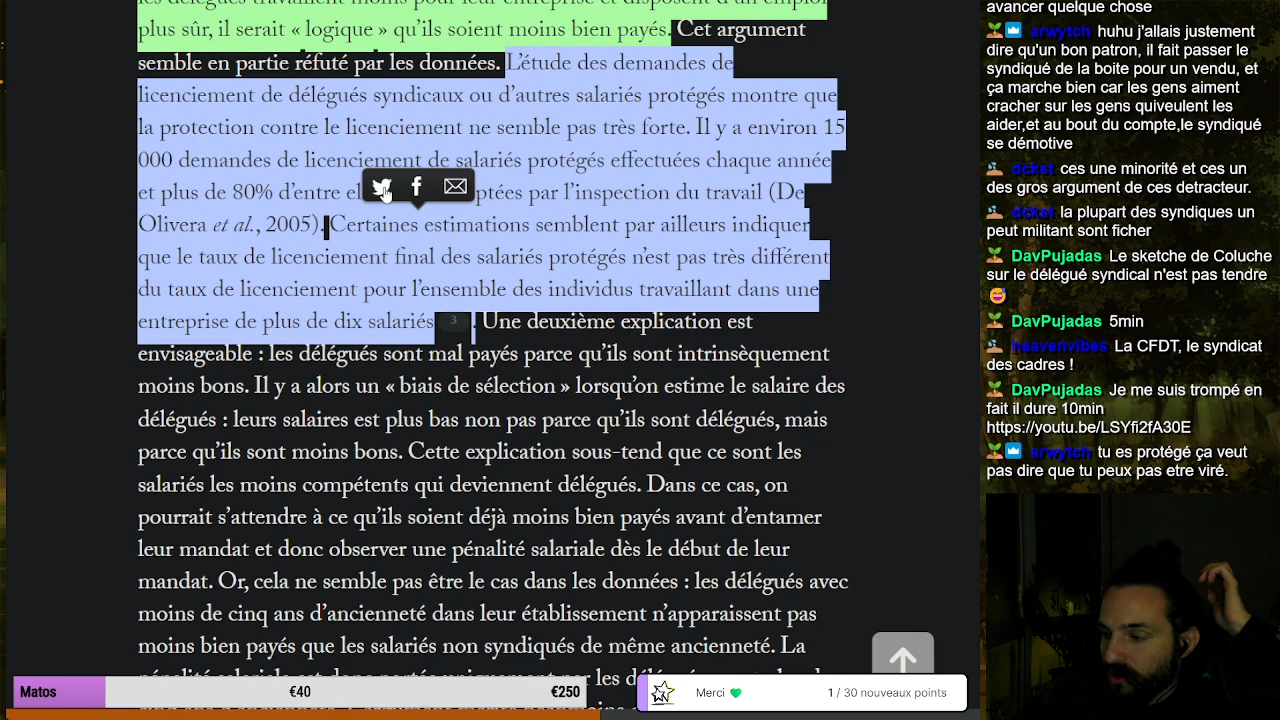 les délégués travaillent moins pour leur entreprise et disposent d'un emploi
plus sûr, il serait « logique » qu'ils soient moins bien payés. Cet argument
semble en partie réfuté par les données. L'étude des demandes de
licenciement de délégués syndicaux ou d'autres salariés protégés montre que
la protection contre le licenciement ne semble pas très forte. Il y a environ 15
000 demandes de licenciement de salariés protégés effectuées chaque année
et plus de 80% d'entre el ptées par l'inspection du travail (De
Olivera et al., 2005). Certaines estimations semblent par ailleurs indiquer
que le taux de licenciement final des salariés protégés n'est pas très différent
du taux de licenciement pour l'ensemble des individus travaillant dans une
entreprise de plus de dix salariés 3 . Une deuxième explication est
envisageable : les délégués sont mal payés parce qu'ils sont intrinsèquement
moins bons. Il y a alors un « biais de sélection » lorsqu'on estime le salaire des
délégués : leurs salaires est plus bas non pas parce qu'ils sont délégués, mais
parce qu'ils sont moins bons. Cette explication sous-tend que ce sont les
salariés les moins compétents qui deviennent délégués. Dans ce cas, on
pourrait s'attendre à ce qu'ils soient déjà moins bien payés avant d'entamer
leur mandat et donc observer une pénalité salariale dès le début de leur
mandat. Or, cela ne semble pas être le cas dans les données : les délégués avec
moins de cinq ans d'ancienneté dans leur établissement n'apparaissent pas
moins bien payés que les salariés non syndiqués de même ancienneté. La
Matos €40 €250
Merci 1 / 30 nouveaux points
avancer quelque chose
arwytch huhu j'allais justement
dire qu'un bon patron, il fait passer le
syndiqué de la boite pour un vendu, et
ça marche bien car les gens aiment
cracher sur les gens quiveulent les
aider,et au bout du compte,le syndiqué
se démotive
dckst ces une minorité et ces un
des gros argument de ces detracteur.
dckst la plupart des syndiques un
peut militant sont ficher
DavPujadas Le sketche de Coluche
sur le délégué syndical n'est pas tendre
DavPujadas 5min
heavenvibes La CFDT, le syndicat
des cadres !
DavPujadas Je me suis trompé en
fait il dure 10min
https://youtu.be/LSYfi2fA30E
arwytch tu es protégé ça veut
pas dire que tu peux pas etre viré.